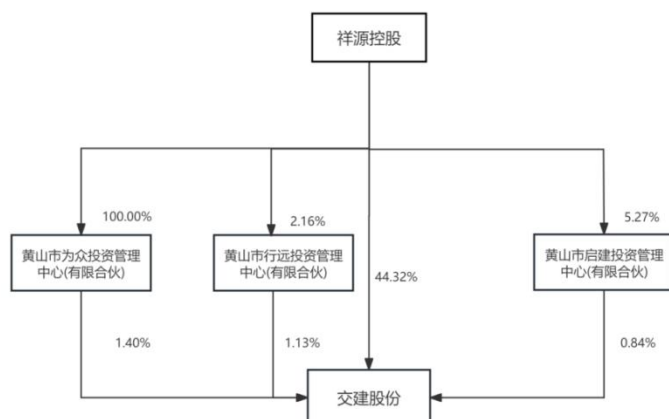 祥源控股
100.00%
2.16%
5.27%
黄山市为众投资管理
中心(有限合伙)
黄山市行远投资管理
中心(有限合伙)
44.32%
黄山市启建投资管理
中心(有限合伙)
1.40%
1.13%
0.84%
交建股份